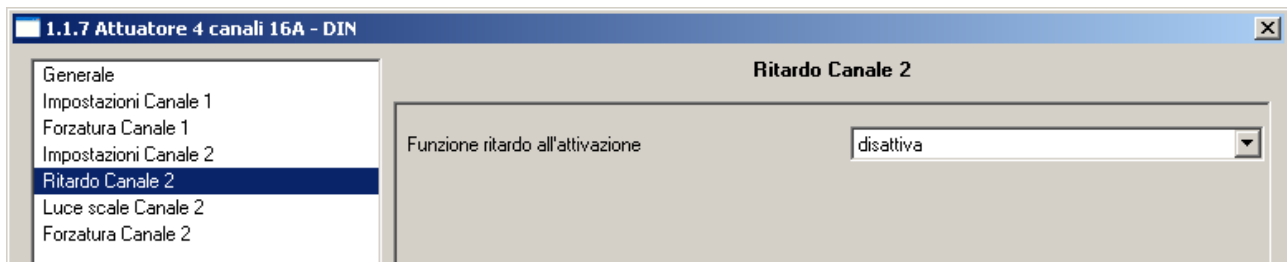 1.1.7 Attuatore 4 canali 16A - DIN
Generale
Impostazioni Canale 1
Forzatura Canale 1
Impostazioni Canale 2
Ritardo Canale 2
Luce scale Canale 2
Forzatura Canale 2
Ritardo Canale 2
Funzione ritardo all'attivazione
disattiva